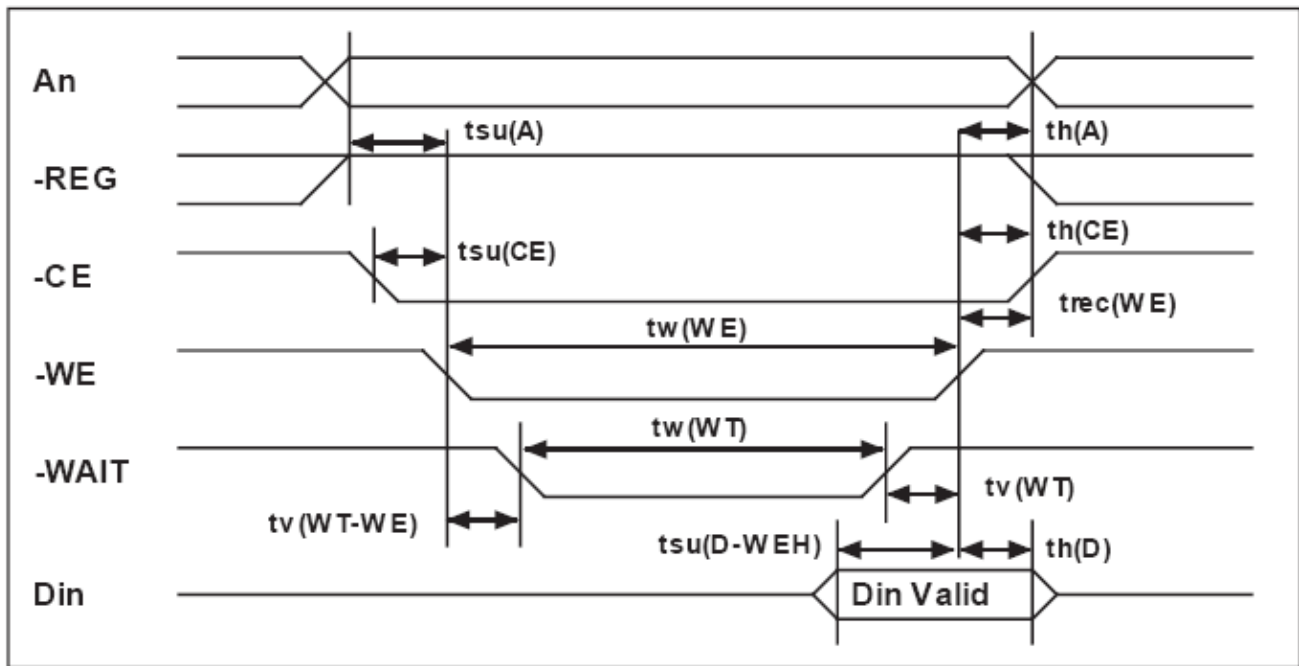 An
tsu(A)
th(A)
-REG
tsu(CE)
th(CE)
-CE
trec(WE)
tw(WE)
-WE
tw(WT)
-WAIT
tv(WT)
tv(WT-WE)
tsu(D-WEH)
th(D)
Din
Din Valid